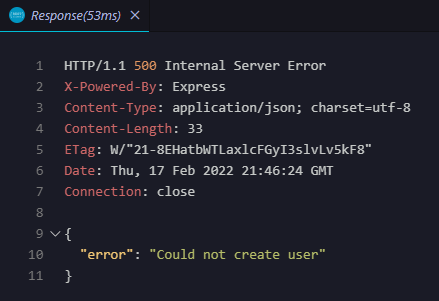 Response(53ms) ×
1 HTTP/1.1 500 Internal Server Error
2 X-Powered-By: Express
3 Content-Type: application/json; charset=utf-8
4 Content-Length: 33
5 ETag: W/"21-8EHatbWTLaxlcFGyI3slvLv5kF8"
6 Date: Thu, 17 Feb 2022 21:46:24 GMT
7 Connection: close
8
9 {
10 "error": "Could not create user"
11 }